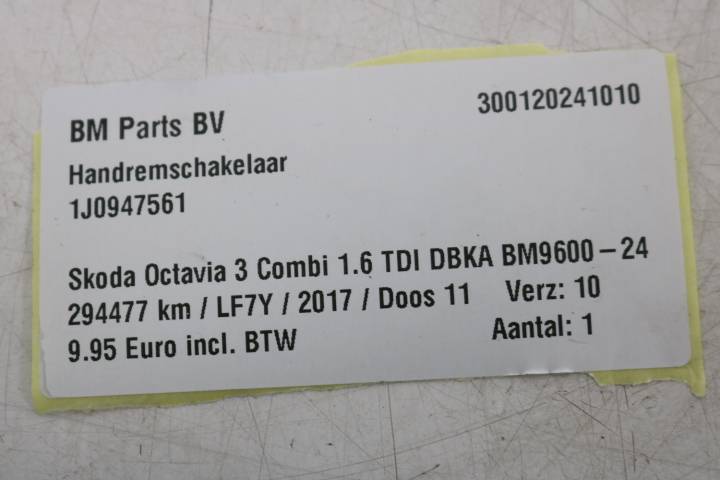 BM Parts BV 300120241010
Handremschakelaar
1J0947561
Skoda Octavia 3 Combi 1.6 TDI DBKA BM9600-24
294477 km / LF7Y / 2017 / Doos 11 Verz: 10
9.95 Euro incl. BTW Aantal: 1